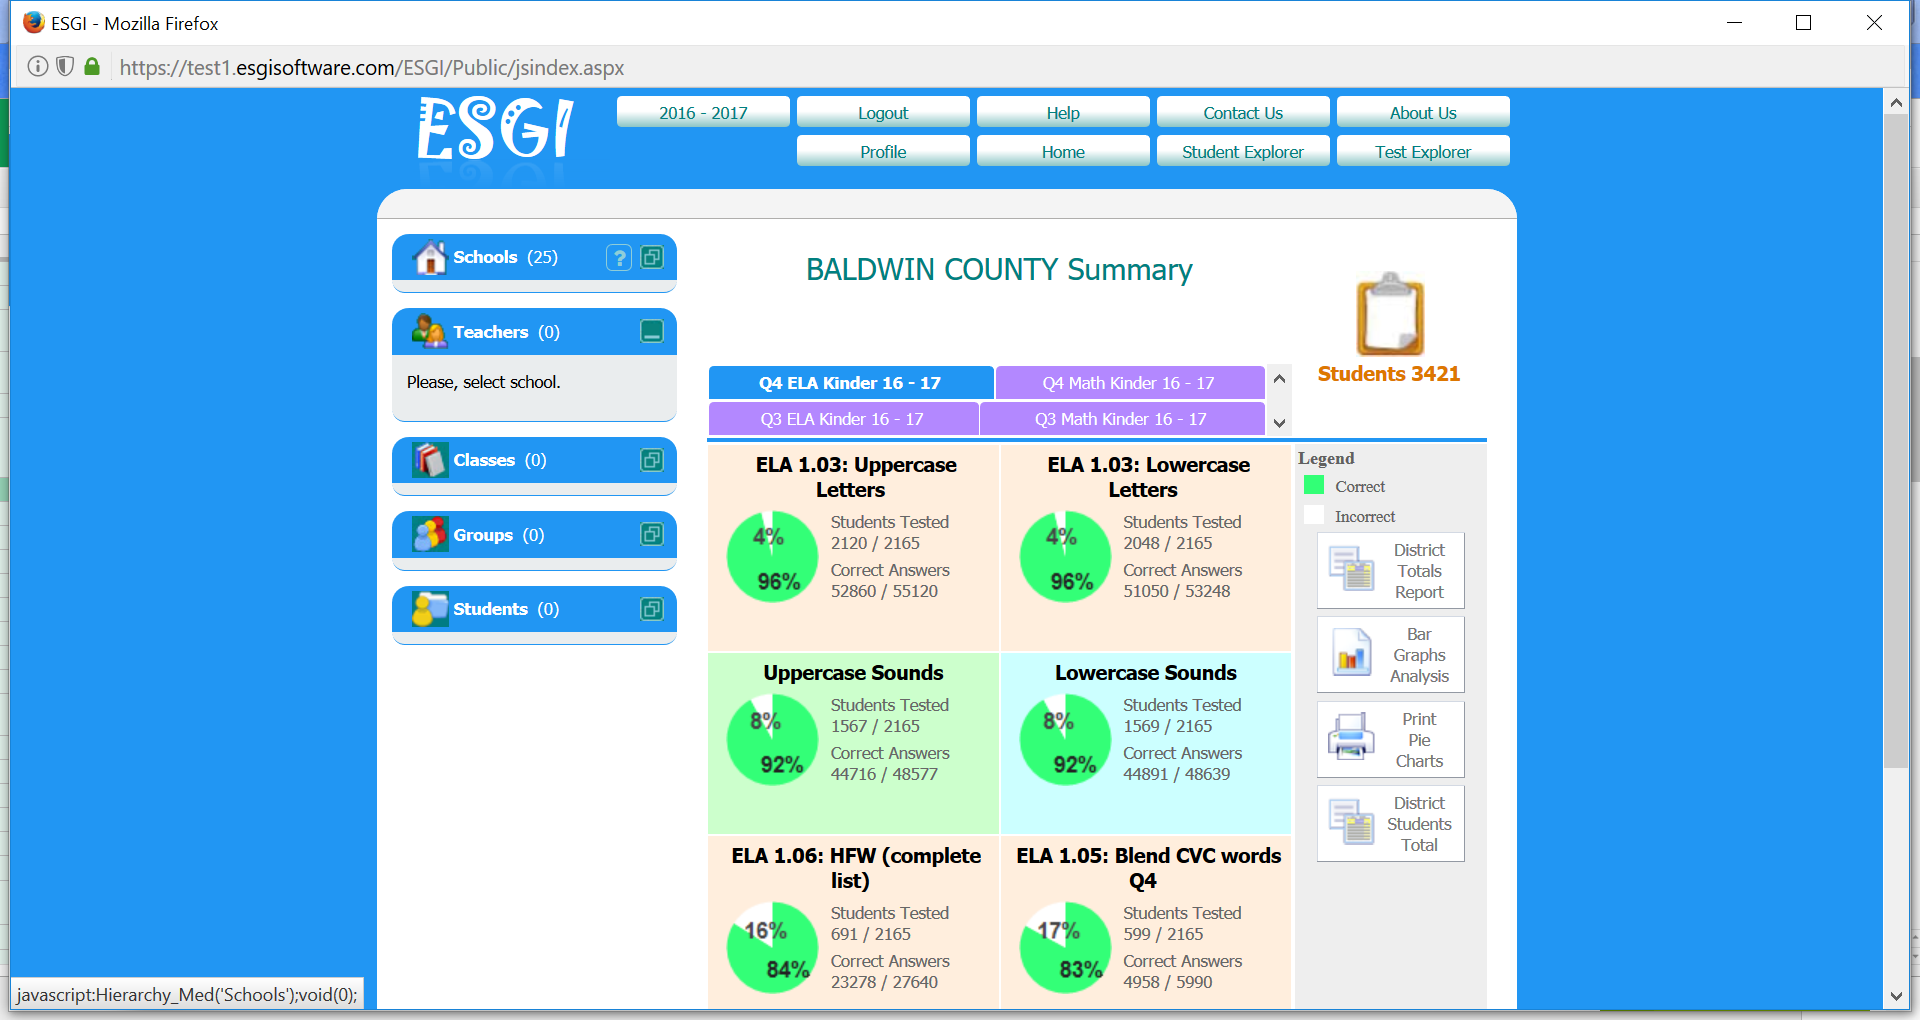 ESGI - Mozilla Firefox
https://test1.esgisoftware.com/ESGI/Public/jsindex.aspx
ESGI
2016 - 2017
Logout
Help
Contact Us
About Us
Profile
Home
Student Explorer
Test Explorer
Schools (25)
?
Teachers (0)
Please, select school.
Classes (0)
Groups (0)
Students (0)
BALDWIN COUNTY Summary
Students 3421
Q4 ELA Kinder 16 - 17
Q4 Math Kinder 16 - 17
Q3 ELA Kinder 16 - 17
Q3 Math Kinder 16 - 17
ELA 1.03: Uppercase
Letters
4%
96%
Students Tested
2120 / 2165
Correct Answers
52860 / 55120
ELA 1.03: Lowercase
Letters
4%
96%
Students Tested
2048 / 2165
Correct Answers
51050 / 53248
Uppercase Sounds
8%
92%
Students Tested
1567 / 2165
Correct Answers
44716 / 48577
Lowercase Sounds
8%
92%
Students Tested
1569 / 2165
Correct Answers
44891 / 48639
ELA 1.06: HFW (complete
list)
16%
84%
Students Tested
691 / 2165
Correct Answers
23278 / 27640
ELA 1.05: Blend CVC words
Q4
17%
83%
Students Tested
599 / 2165
Correct Answers
4958 / 5990
Legend
Correct
Incorrect
District
Totals
Report
Bar
Graphs
Analysis
Print
Pie
Charts
District
Students
Total
javascript:Hierarchy_Med('Schools');void(0);